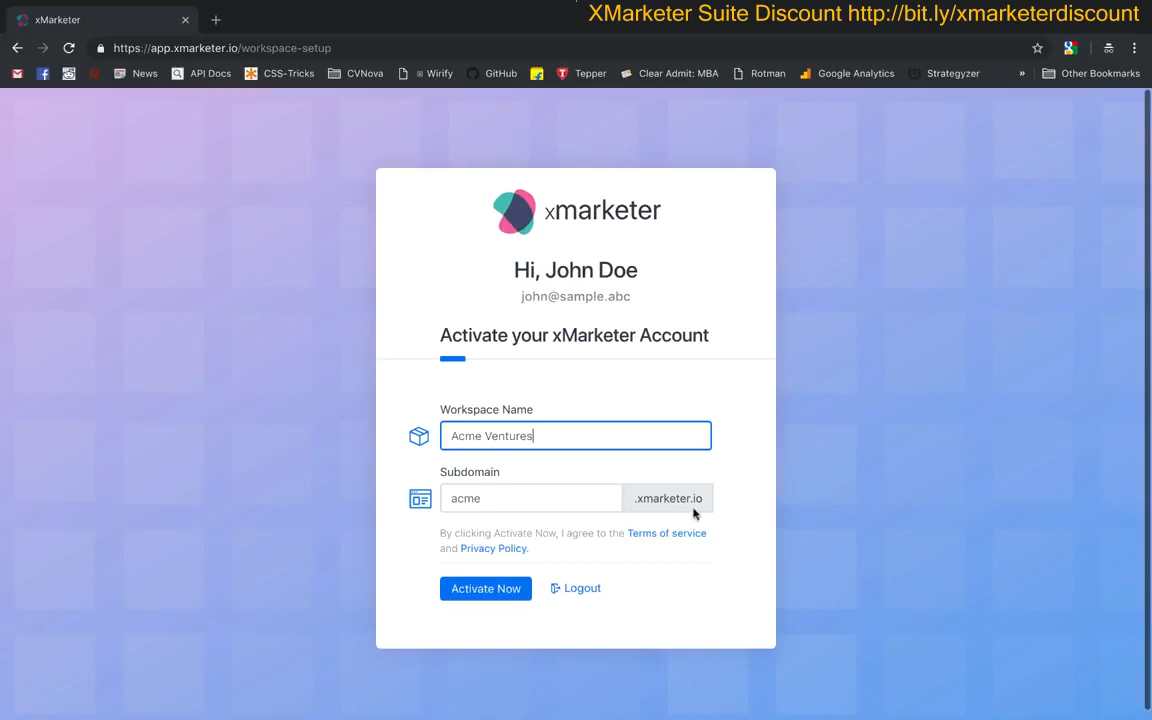 XMarketer Suite Discount http://bit.ly/xmarketerdiscount
xMarketer
https://app.xmarketer.io/workspace-setup
News API Docs CSS-Tricks CVNova Wirify GitHub Tepper Clear Admit: MBA Rotman Google Analytics Strategyzer » Other Bookmarks
xmarketer
Hi, John Doe
john@sample.abc
Activate your xMarketer Account
Workspace Name
Acme Ventures
Subdomain
acme .xmarketer.io
By clicking Activate Now, I agree to the Terms of service
and Privacy Policy.
Activate Now Logout